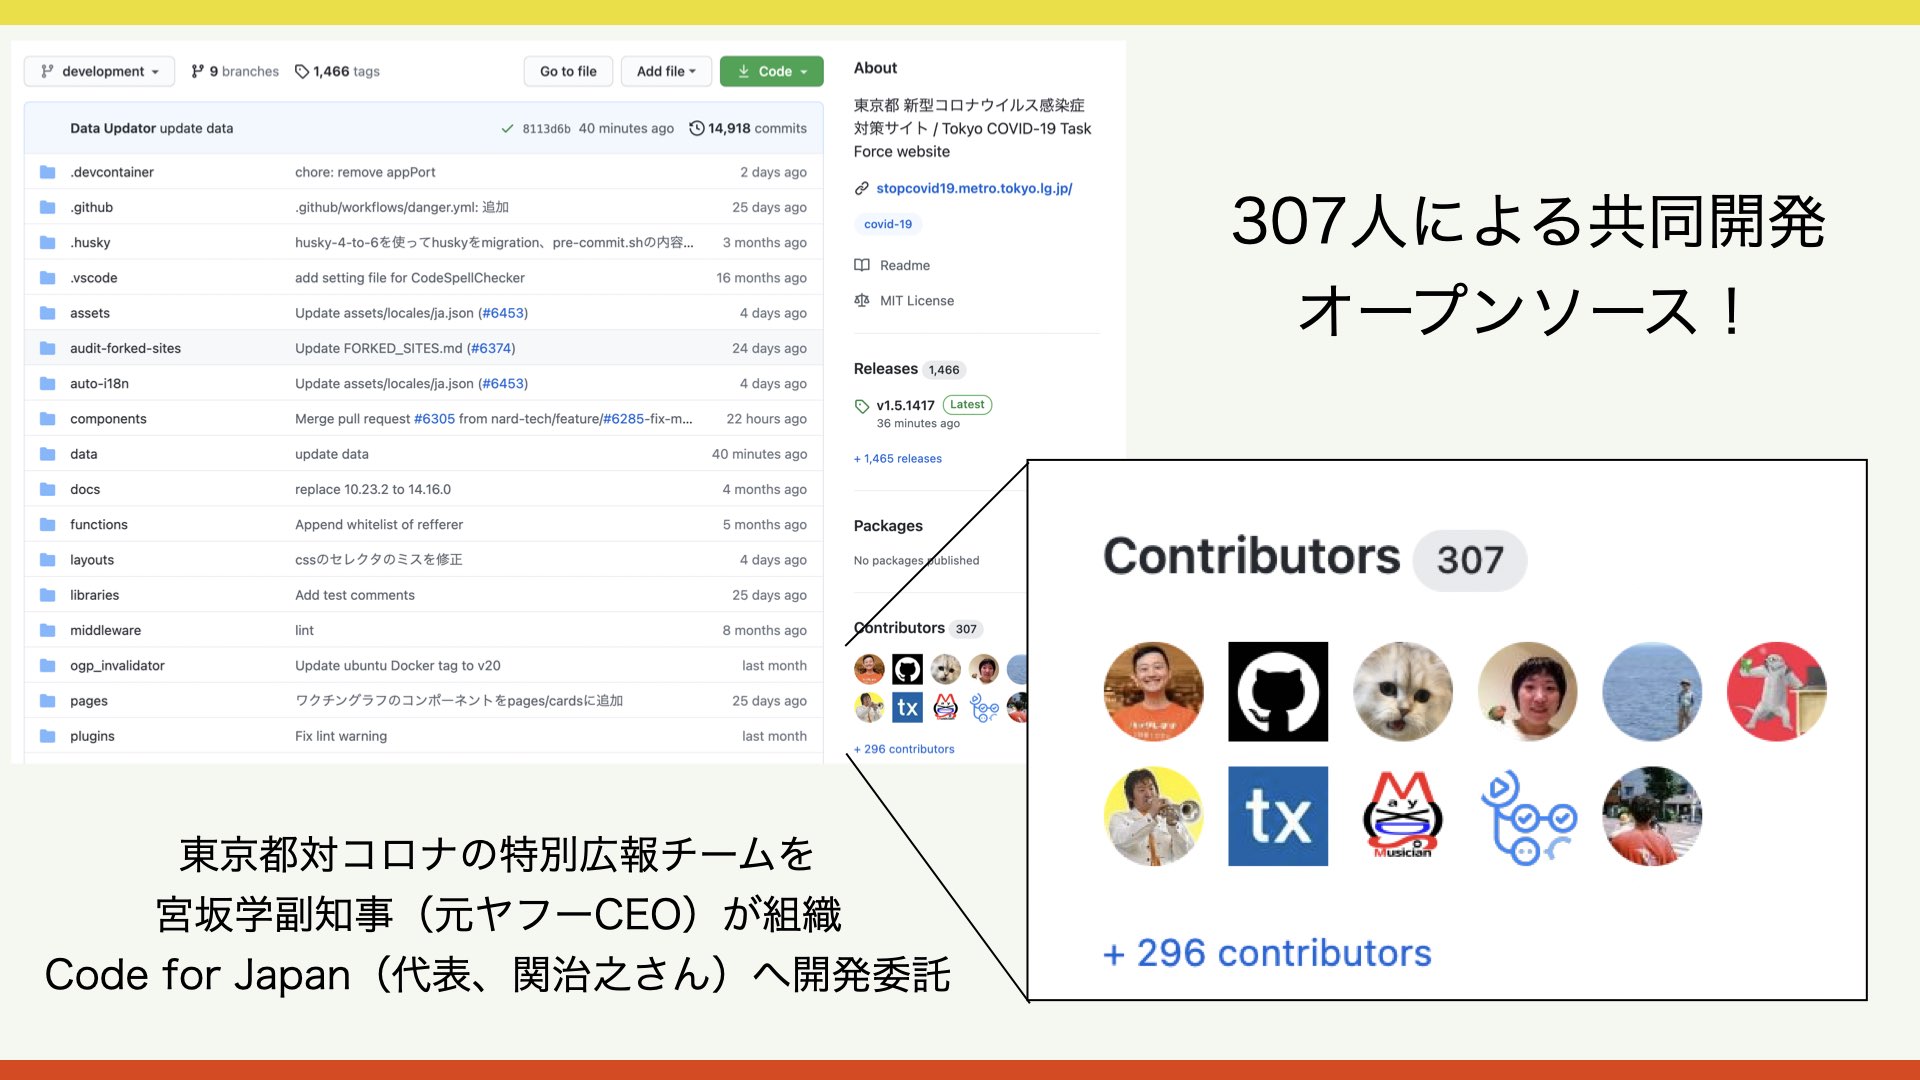 development
9 branches
1,466 tags
Go to file
Add file
Code
Data Updator update data
8113d6b 40 minutes ago
14,918 commits
.devcontainer chore: remove appPort 2 days ago
.github .github/workflows/danger.yml: 追加 25 days ago
.husky husky-4-to-6を使ってhuskyをmigration、pre-commit.shの内容... 3 months ago
.vscode add setting file for CodeSpellChecker 16 months ago
assets Update assets/locales/ja.json (#6453) 4 days ago
audit-forked-sites Update FORKED_SITES.md (#6374) 24 days ago
auto-i18n Update assets/locales/ja.json (#6453) 4 days ago
components Merge pull request #6305 from nard-tech/feature/#6285-fix-m... 22 hours ago
data update data 40 minutes ago
docs replace 10.23.2 to 14.16.0 4 months ago
functions Append whitelist of refferer 5 months ago
layouts cssのセレクタのミスを修正 4 days ago
libraries Add test comments 25 days ago
middleware lint 8 months ago
ogp_invalidator Update ubuntu Docker tag to v20 last month
pages ワクチングラフのコンポーネントをpages/cardsに追加 25 days ago
plugins Fix lint warning last month
About
東京都 新型コロナウイルス感染症
対策サイト / Tokyo COVID-19 Task
Force website
stopcovid19.metro.tokyo.lg.jp/
covid-19
Readme
MIT License
Releases 1,466
v1.5.1417 Latest
36 minutes ago
+ 1,465 releases
Packages
No packages published
Contributors 307
tx
+ 296 contributors
307人による共同開発
オープンソース！
Contributors 307
tx
May
Musician
+ 296 contributors
東京都対コロナの特別広報チームを
宮坂学副知事（元ヤフーCEO）が組織
Code for Japan（代表、関治之さん）へ開発委託